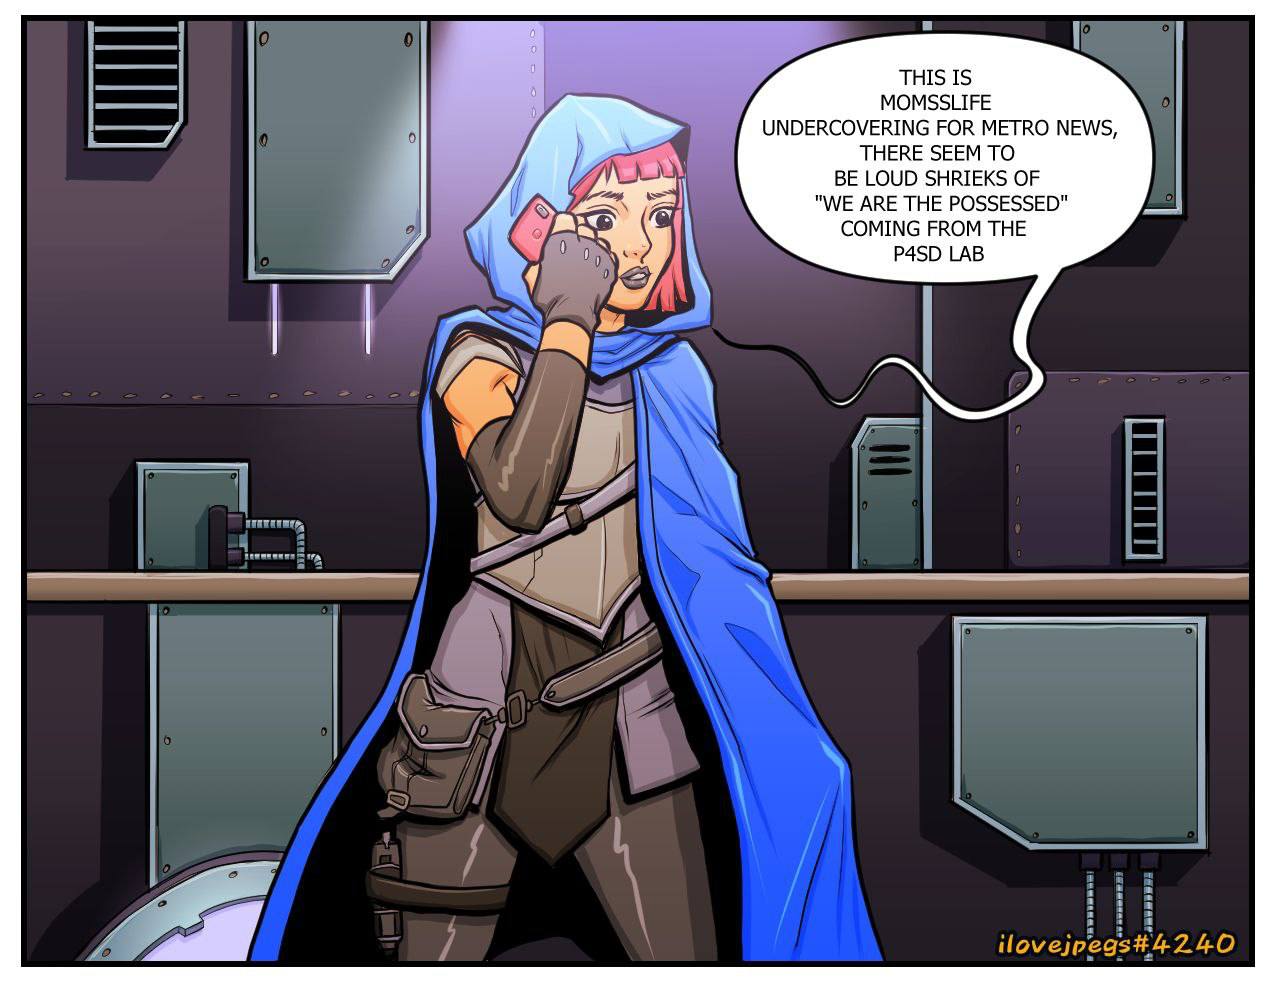 THIS IS
MOMSSLIFE
UNDERCOVERING FOR METRO NEWS,
THERE SEEM TO
BE LOUD SHRIEKS OF
"WE ARE THE POSSESSED"
COMING FROM THE
P4SD LAB
ilovejpegs#4240